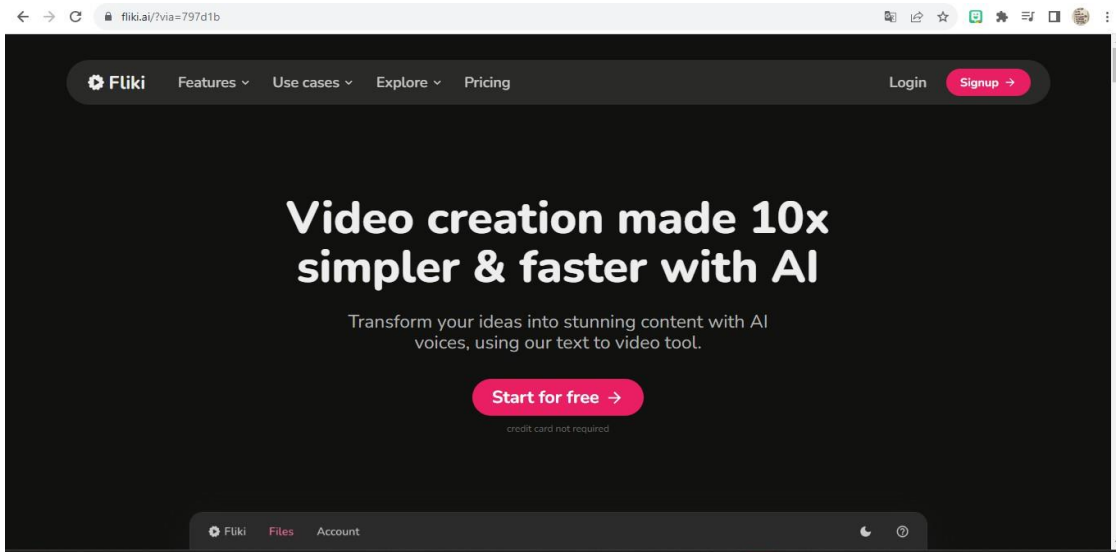 fliki.ai/?via=797d1b
Fliki Features Use cases Explore Pricing Login Signup →
Video creation made 10x
simpler & faster with AI
Transform your ideas into stunning content with AI
voices, using our text to video tool.
Start for free →
credit card not required
Fliki Files Account